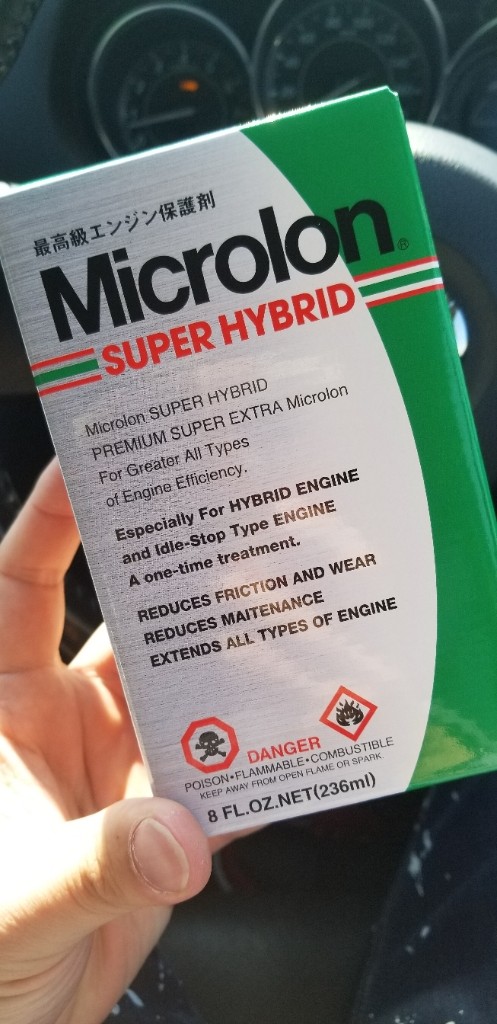 最高級エンジン保護剤
Microlon®
SUPER HYBRID
Microlon SUPER HYBRID
PREMIUM SUPER EXTRA Microlon
For Greater All Types
of Engine Efficiency.
Especially For HYBRID ENGINE
and Idle-Stop Type ENGINE
A one-time treatment.
REDUCES FRICTION AND WEAR
REDUCES MAITENANCE
EXTENDS ALL TYPES OF ENGINE
DANGER
POISON•FLAMMABLE•COMBUSTIBLE
KEEP AWAY FROM OPEN FLAME OR SPARK.
8 FL.OZ.NET(236ml)